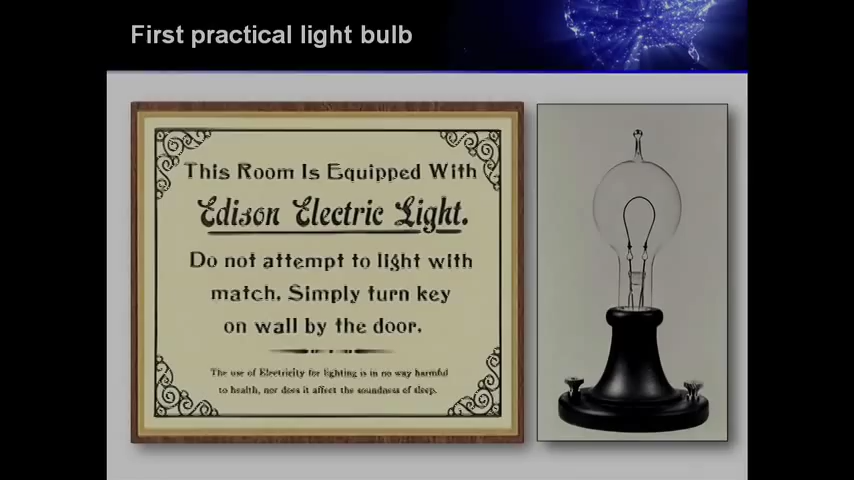 First practical light bulb
This Room Is Equipped With
Edison Electric Light.
Do not attempt to light with
match. Simply turn key
on wall by the door.
The use of Electricity for lighting is in no way harmful
to health, nor does it affect the soundness of sleep.